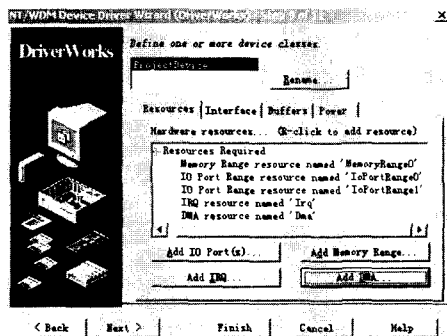 NT/WDM Device Driver Wizard (DriverWorks)
DriverWorks
Define one or more device classes.
ProjectDevice
Rename...
Resources Interface Buffers Power
Hardware resources... (R-click to add resource)
Resources Required
Memory Range resource named 'MemoryRange0'
IO Port Range resource named 'IoPortRange0'
IO Port Range resource named 'IoPortRange1'
IRQ resource named 'Irq'
DMA resource named 'Dma'
Add IO Port(s)... Add Memory Range...
Add IRQ... Add DMA...
< Back Next > Finish Cancel Help